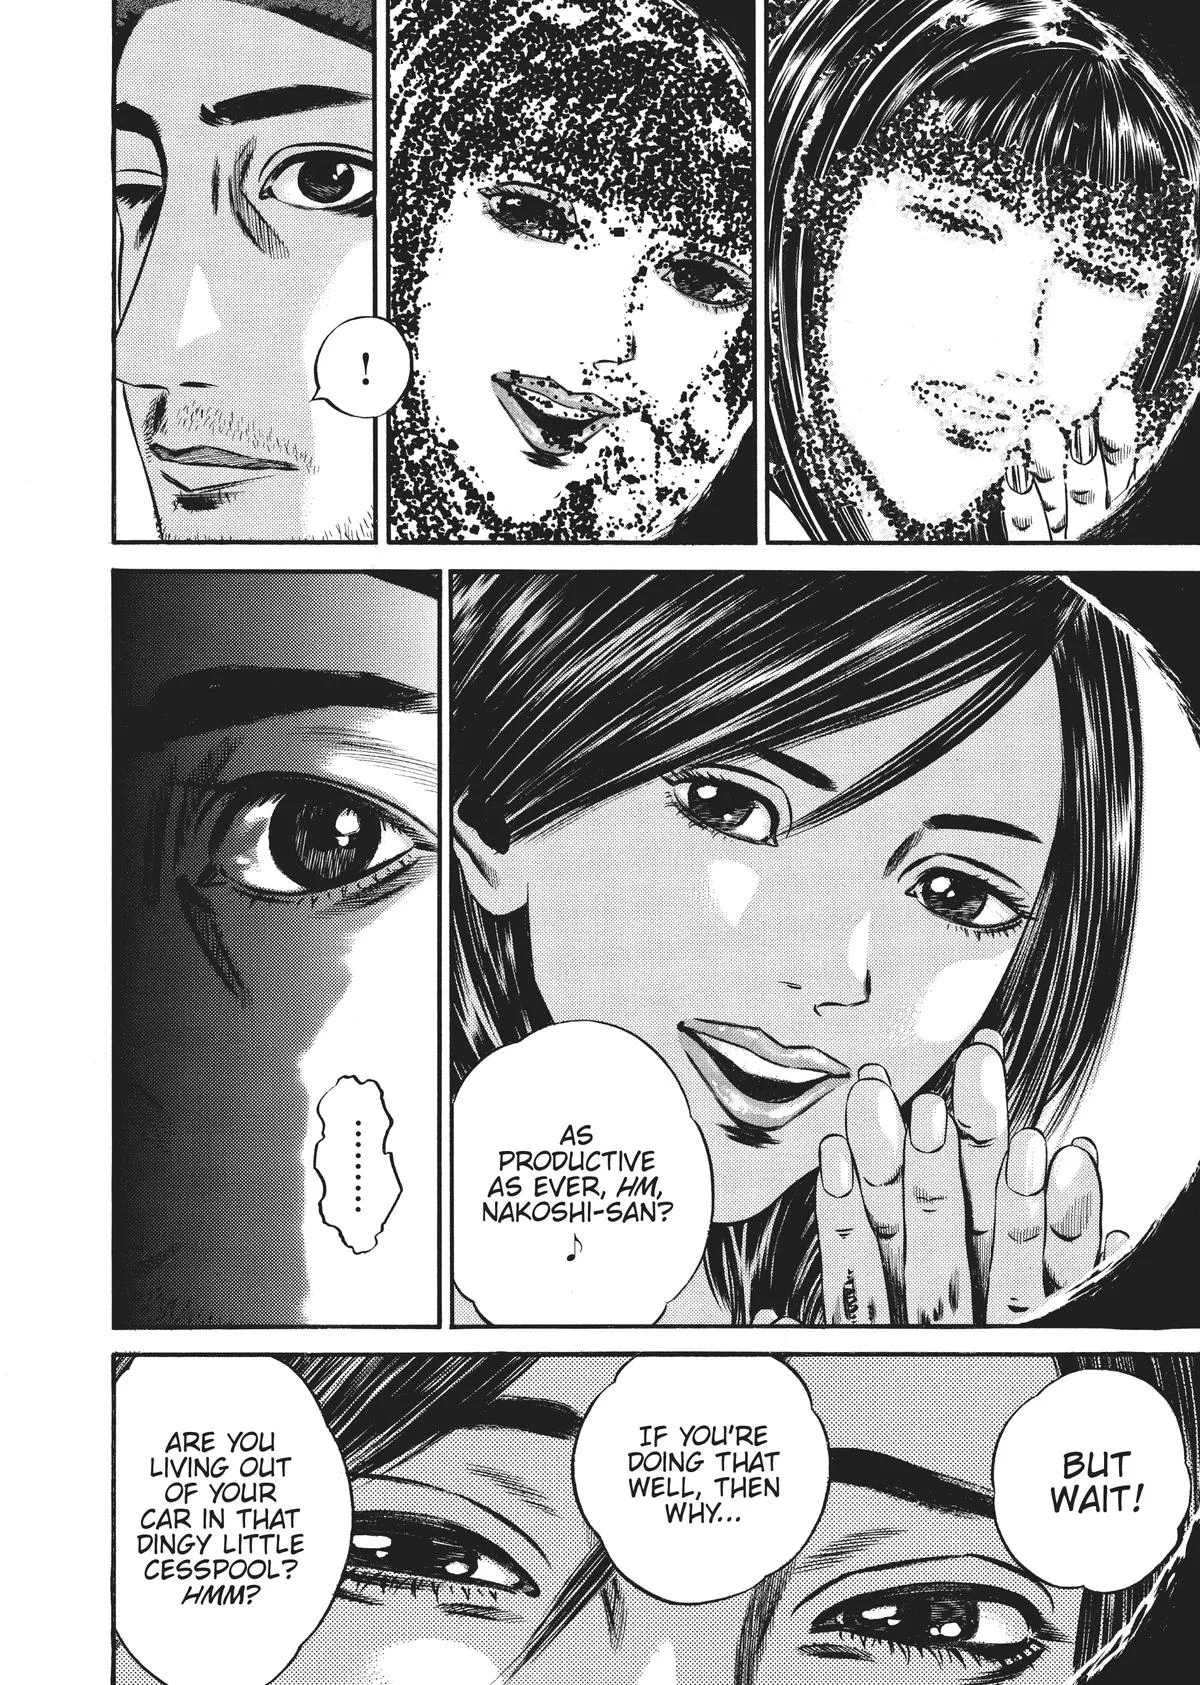 !
AS
PRODUCTIVE
AS EVER, HM,
NAKOSHI-SAN?
♪
.........
BUT
WAIT!
IF YOU'RE
DOING THAT
WELL, THEN
WHY...
ARE YOU
LIVING OUT
OF YOUR
CAR IN THAT
DINGY LITTLE
CESSPOOL?
HMM?